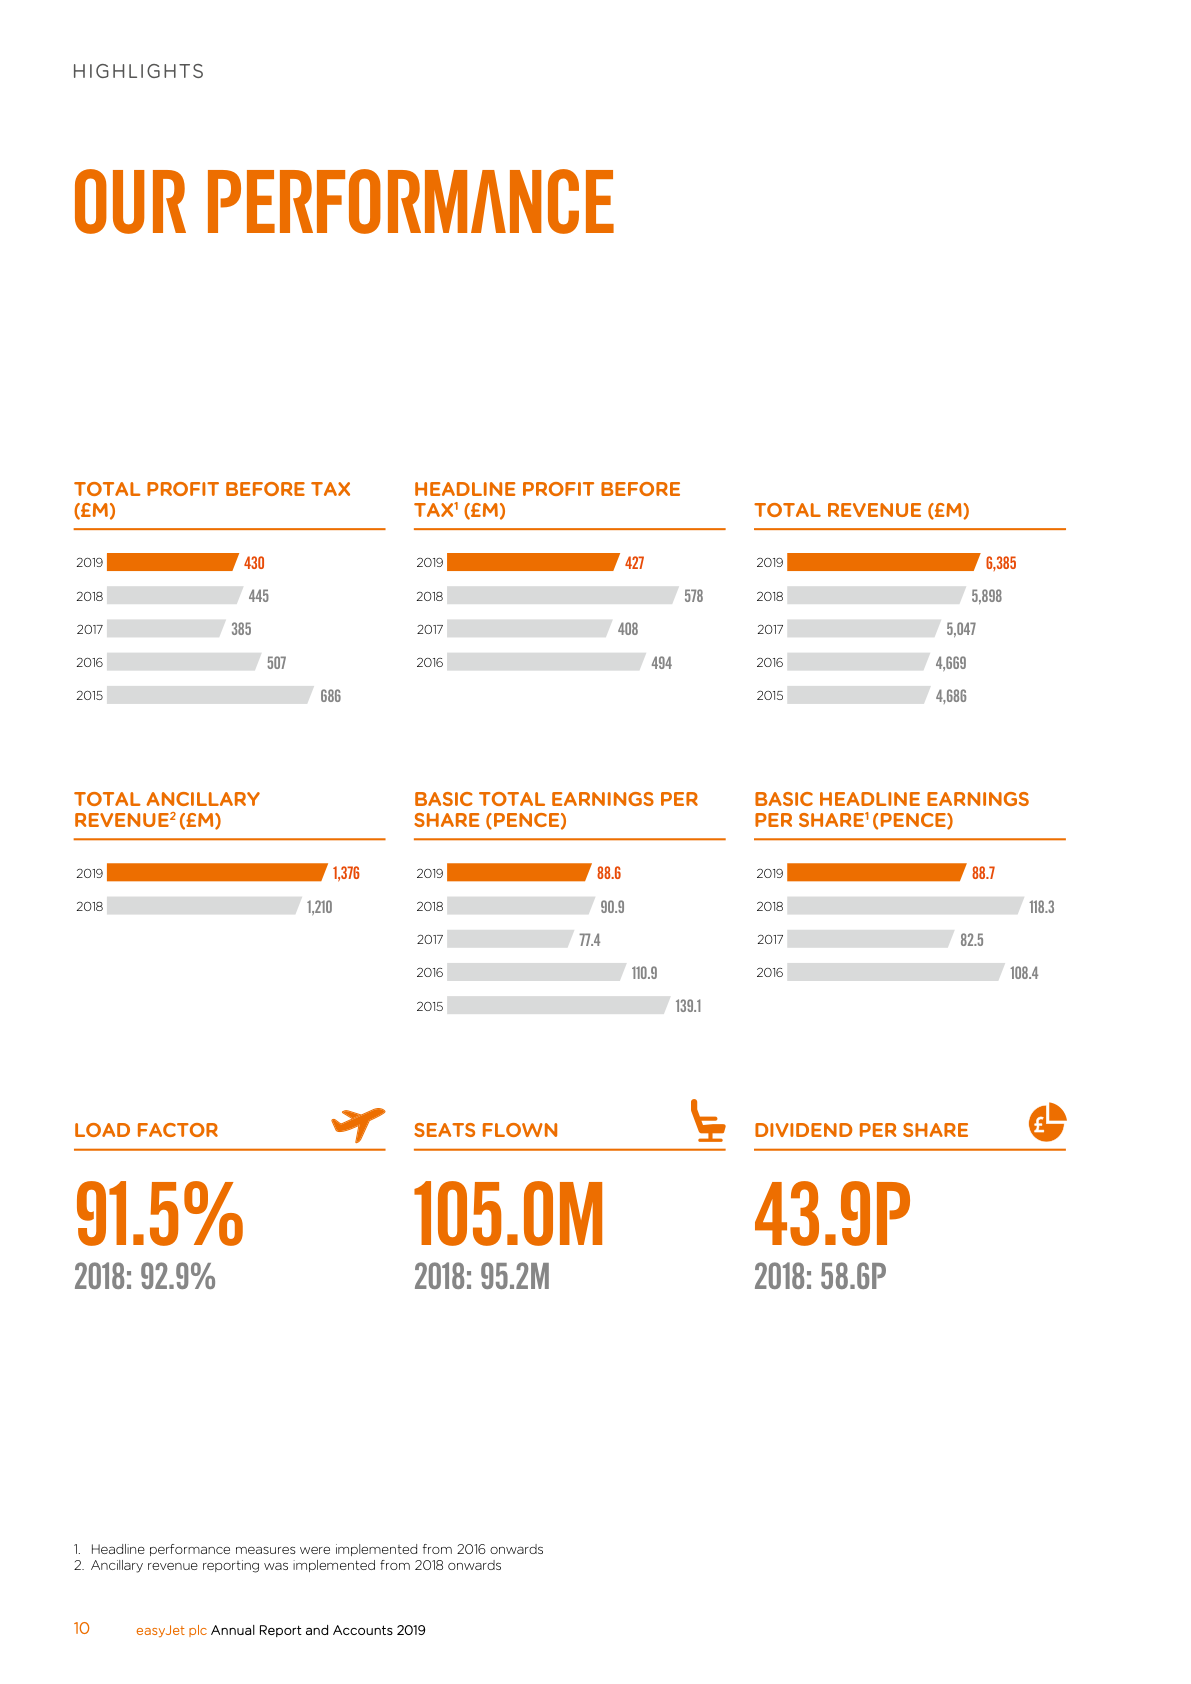 HIGHLIGHTS
OUR PERFORMANCE
TOTAL PROFIT BEFORE TAX
(£M)
2019 430
2018 445
2017 385
2016 507
2015 686
HEADLINE PROFIT BEFORE
TAX¹ (£M)
2019 427
2018 578
2017 408
2016 494
TOTAL REVENUE (£M)
2019 6,385
2018 5,898
2017 5,047
2016 4,669
2015 4,686
TOTAL ANCILLARY
REVENUE² (£M)
2019 1,376
2018 1,210
BASIC TOTAL EARNINGS PER
SHARE (PENCE)
2019 88.6
2018 90.9
2017 77.4
2016 110.9
2015 139.1
BASIC HEADLINE EARNINGS
PER SHARE¹ (PENCE)
2019 88.7
2018 118.3
2017 82.5
2016 108.4
LOAD FACTOR
91.5%
2018: 92.9%
SEATS FLOWN
105.0M
2018: 95.2M
DIVIDEND PER SHARE
£
43.9P
2018: 58.6P
1. Headline performance measures were implemented from 2016 onwards
2. Ancillary revenue reporting was implemented from 2018 onwards
10 easyJet plc Annual Report and Accounts 2019